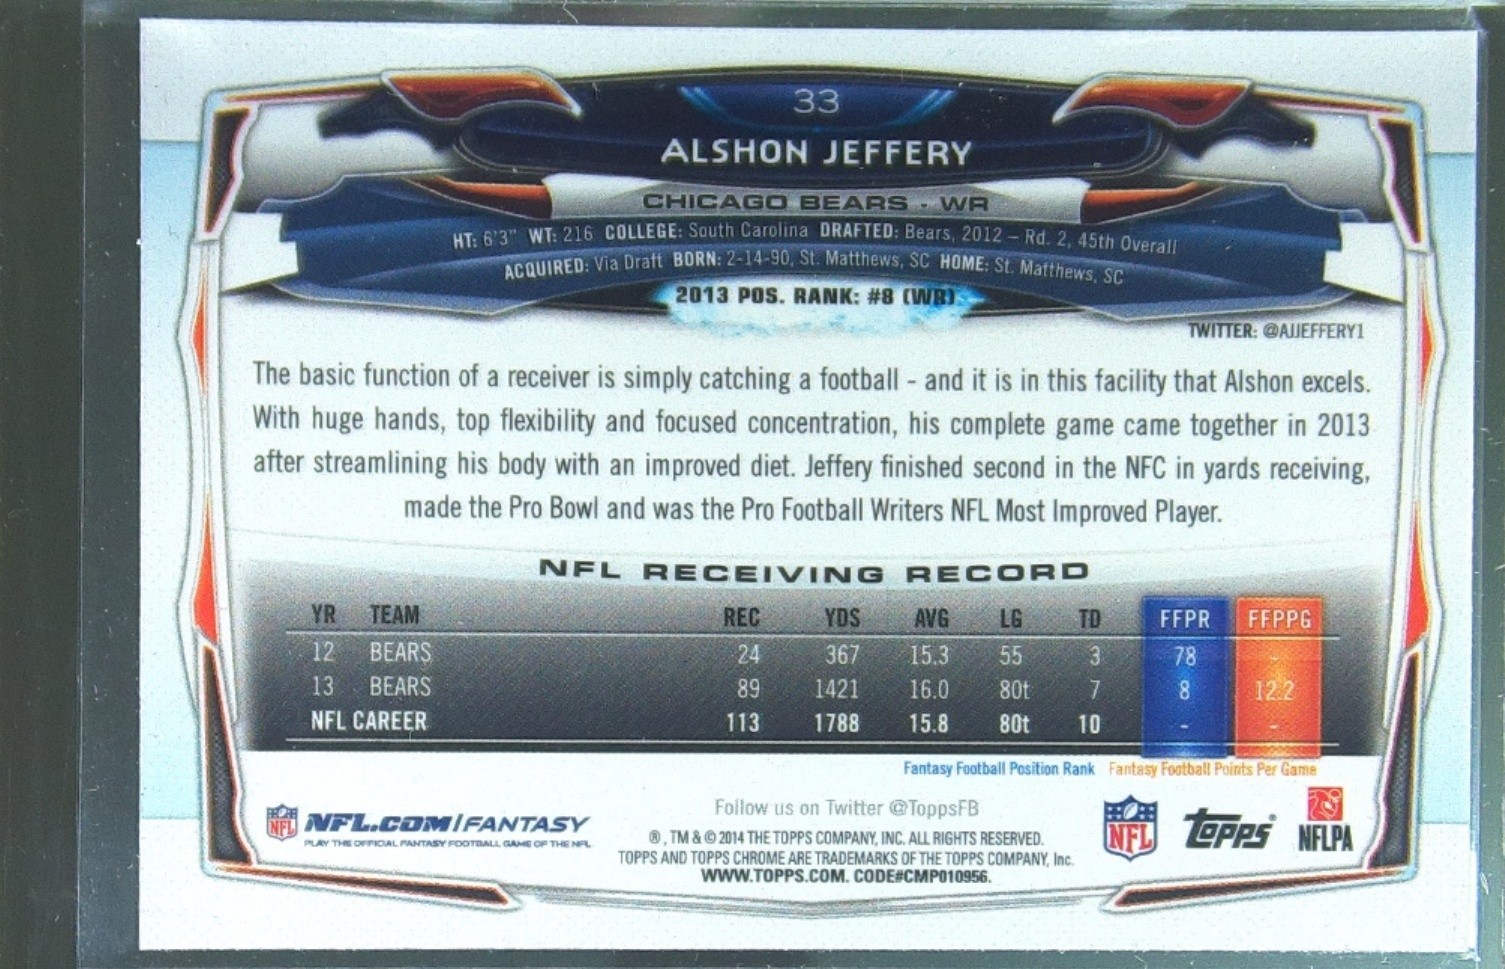 33
ALSHON JEFFERY
CHICAGO BEARS - WR
HT: 6'3" WT: 216 COLLEGE: South Carolina DRAFTED: Bears, 2012 – Rd. 2, 45th Overall
ACQUIRED: Via Draft BORN: 2-14-90, St. Matthews, SC HOME: St. Matthews, SC
2013 POS. RANK: #8 (WR)
TWITTER: @AJJEFFERY1
The basic function of a receiver is simply catching a football - and it is in this facility that Alshon excels.
With huge hands, top flexibility and focused concentration, his complete game came together in 2013
after streamlining his body with an improved diet. Jeffery finished second in the NFC in yards receiving,
made the Pro Bowl and was the Pro Football Writers NFL Most Improved Player.
NFL RECEIVING RECORD
YR TEAM REC YDS AVG LG TD FFPR FFPPG
12 BEARS 24 367 15.3 55 3 78 -
13 BEARS 89 1421 16.0 80t 7 8 12.2
NFL CAREER 113 1788 15.8 80t 10 - -
Fantasy Football Position Rank Fantasy Football Points Per Game
NFL NFL.COM/FANTASY
PLAY THE OFFICIAL FANTASY FOOTBALL GAME OF THE NFL
Follow us on Twitter @ToppsFB
®, TM & © 2014 THE TOPPS COMPANY, INC. ALL RIGHTS RESERVED.
TOPPS AND TOPPS CHROME ARE TRADEMARKS OF THE TOPPS COMPANY, Inc.
WWW.TOPPS.COM. CODE#CMP010956.
NFL topps® NFLPA